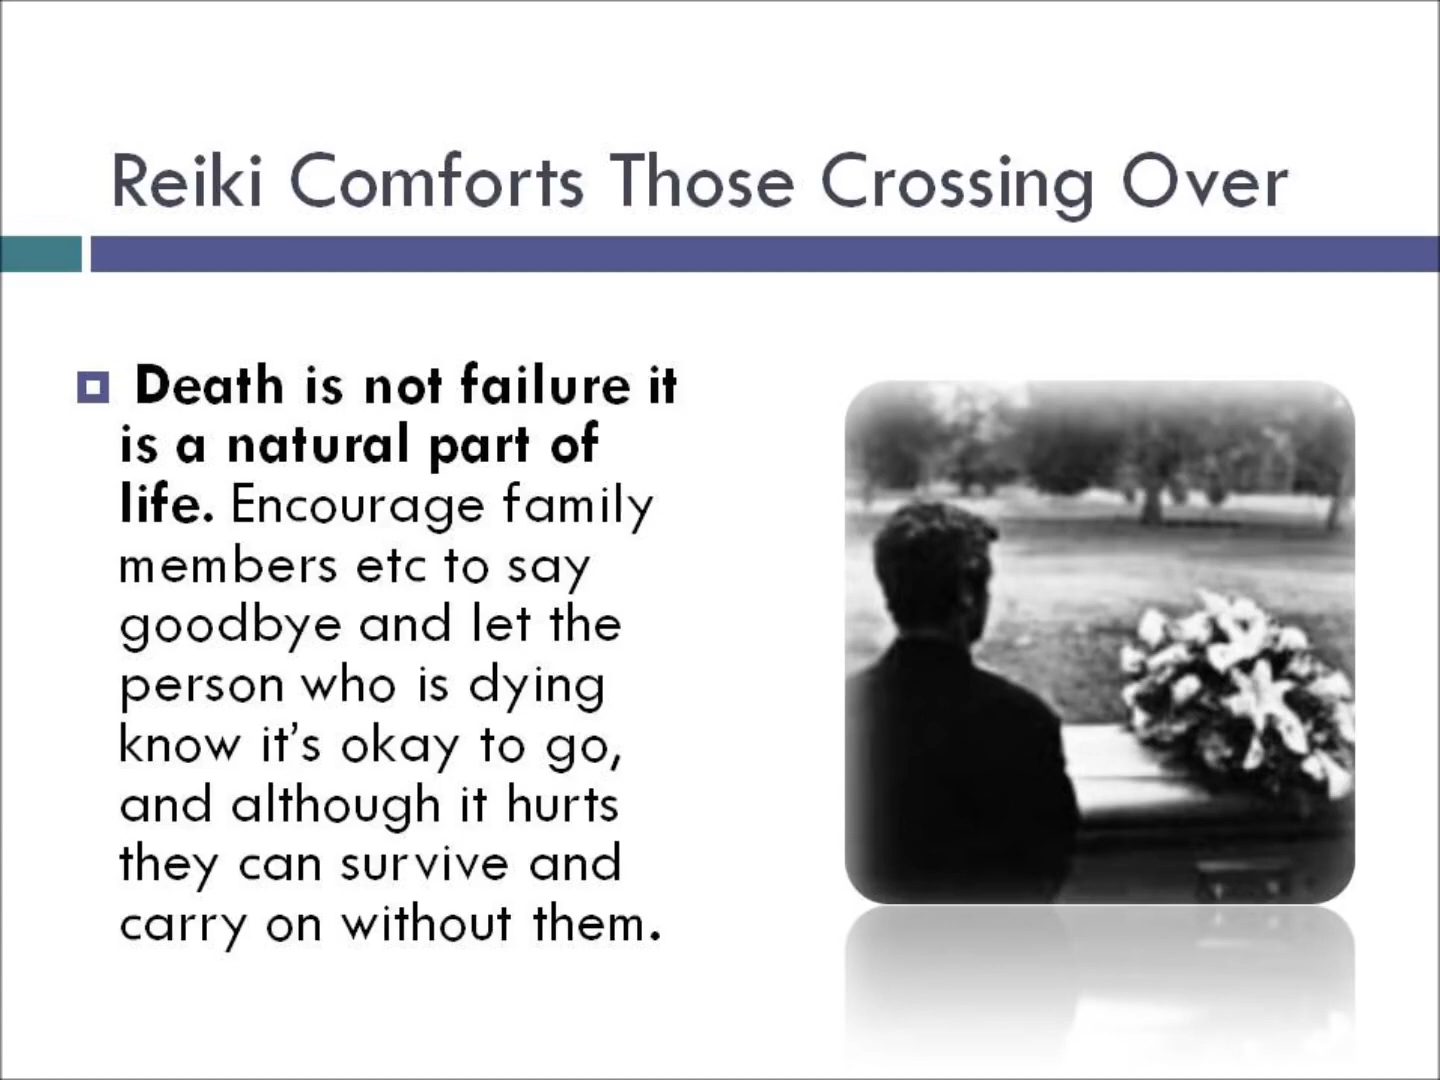 Reiki Comforts Those Crossing Over
Death is not failure it
is a natural part of
life. Encourage family
members etc to say
goodbye and let the
person who is dying
know it’s okay to go,
and although it hurts
they can survive and
carry on without them.